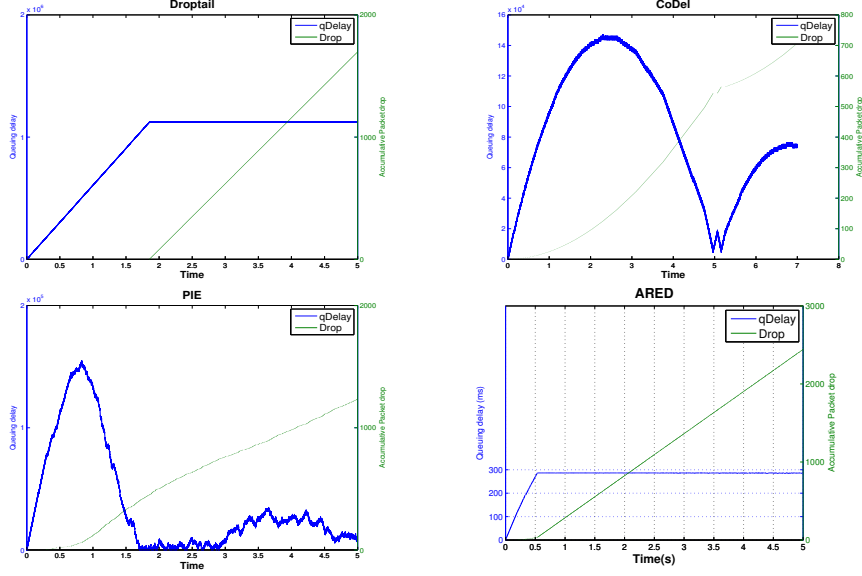 Droptail
2 x 10⁶
1
0
Queuing delay
qDelay
Drop
2000
1000
0
Accumulative Packet drop
0 0.5 1 1.5 2 2.5 3 3.5 4 4.5 5
Time
CoDel
16 x 10⁴
14
12
10
8
6
4
2
0
Queuing delay
qDelay
Drop
800
700
600
500
400
300
200
100
0
Accumulative Packet drop
0 1 2 3 4 5 6 7 8
Time
PIE
2 x 10⁵
1
0
Queuing delay
qDelay
Drop
2000
1000
0
Accumulative Packet drop
0 0.5 1 1.5 2 2.5 3 3.5 4 4.5 5
Time
ARED
300
200
100
0
Queuing delay (ms)
qDelay
Drop
3000
2000
1000
0
Accumulative Packet drop
0 0.5 1 1.5 2 2.5 3 3.5 4 4.5 5
Time(s)